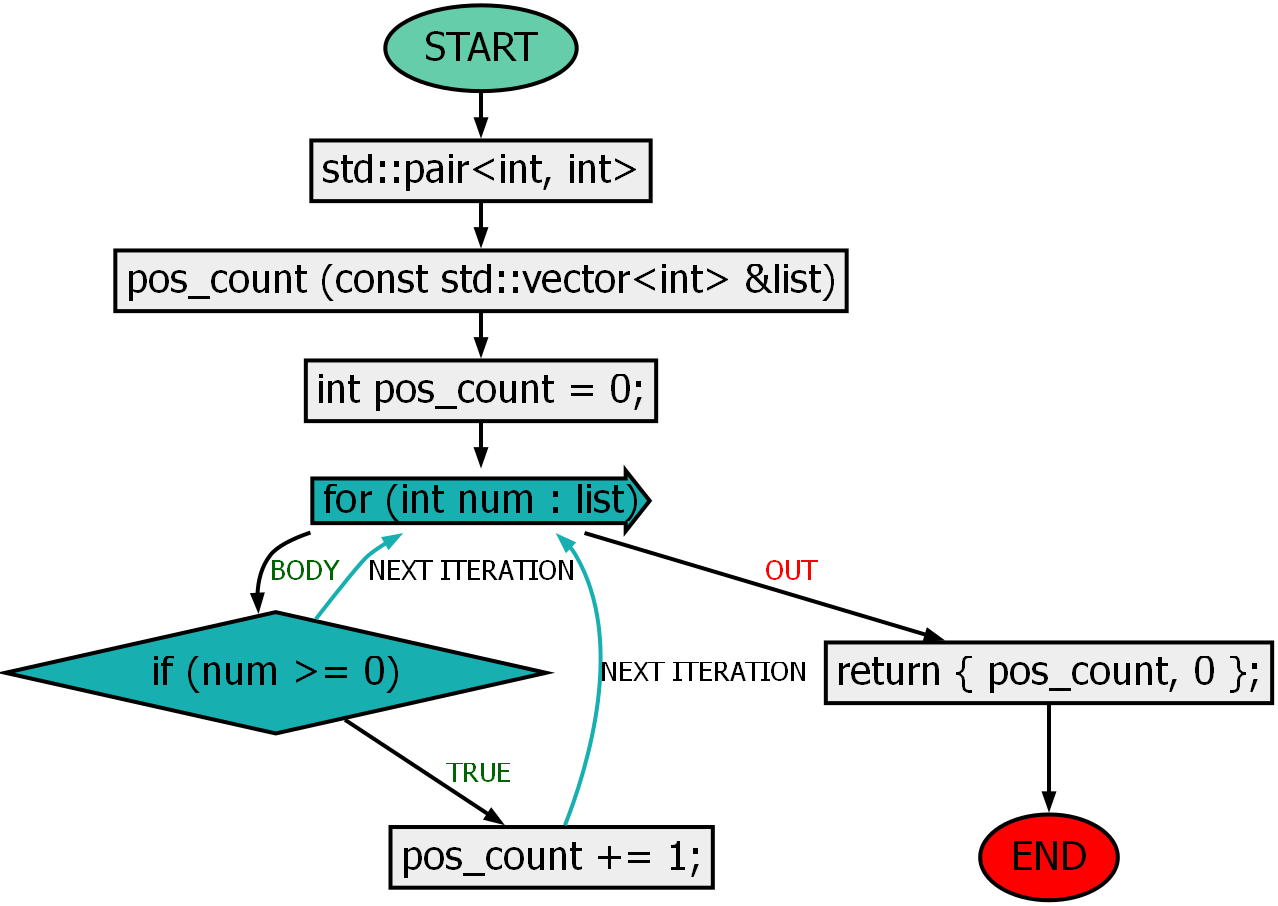 START
std::pair<int, int>
pos_count (const std::vector<int> &list)
int pos_count = 0;
for (int num : list)
BODY
NEXT ITERATION
OUT
if (num >= 0)
NEXT ITERATION
return { pos_count, 0 };
TRUE
pos_count += 1;
END